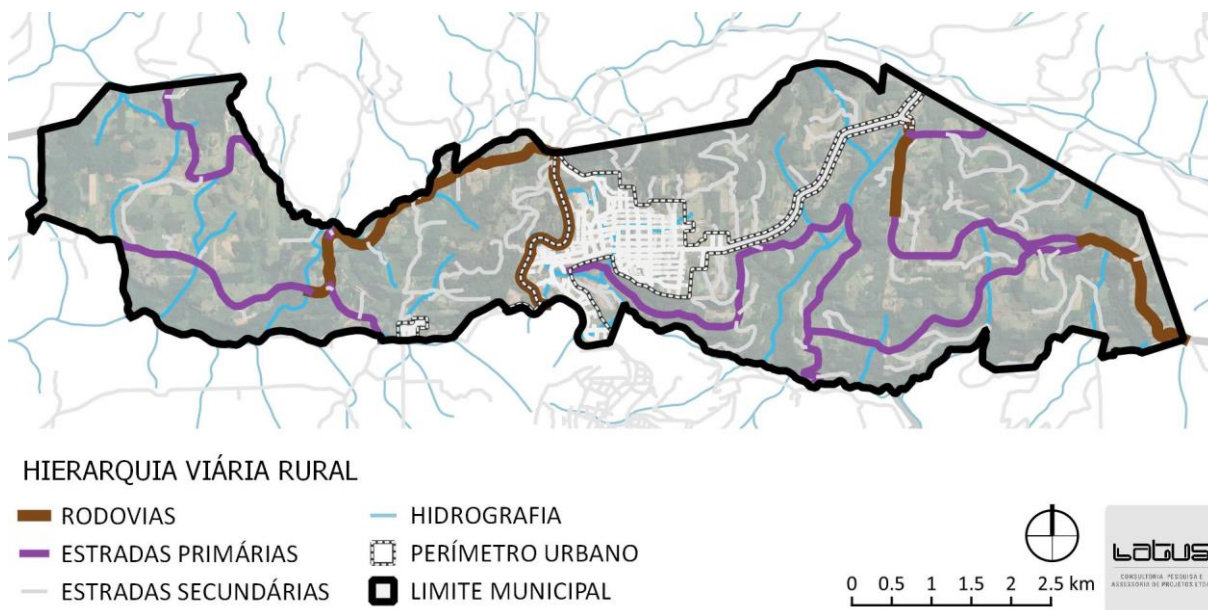 HIERARQUIA VIÁRIA RURAL
RODOVIAS
ESTRADAS PRIMÁRIAS
ESTRADAS SECUNDÁRIAS
HIDROGRAFIA
PERÍMETRO URBANO
LIMITE MUNICIPAL
0 0.5 1 1.5 2 2.5 km
Latus
CONSULTORIA, PESQUISA E
ASSESSORIA DE PROJETOS LTDA